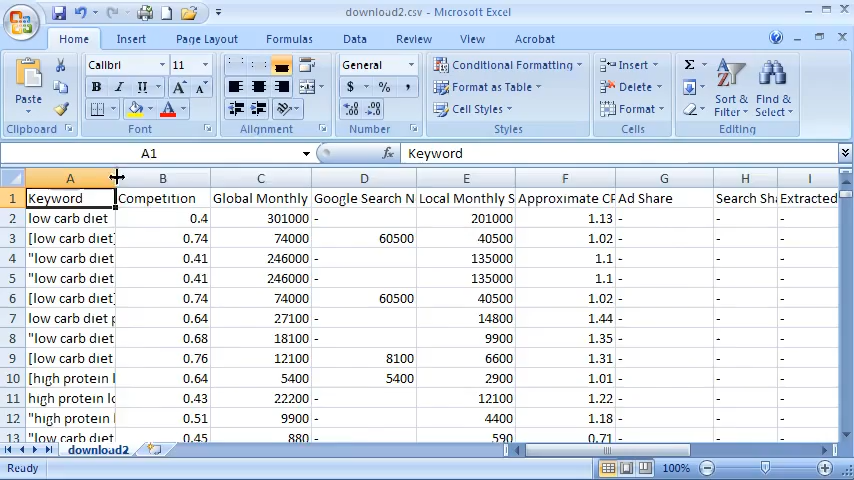 download2.csv - Microsoft Excel
Home Insert Page Layout Formulas Data Review View Acrobat
Paste
Clipboard
Calibri 11
B I U
Font
Alignment
General
$ % ,
Number
Conditional Formatting
Format as Table
Cell Styles
Styles
Insert
Delete
Format
Cells
Σ
Sort & Filter
Find & Select
Editing
A1 fx Keyword
A B C D E F G H I
1 Keyword Competition Global Monthly Google Search N Local Monthly S Approximate CP Ad Share Search Sha Extracted
2 low carb diet 0.4 301000 - 201000 1.13 - - -
3 [low carb diet] 0.74 74000 60500 40500 1.02 - - -
4 "low carb diet 0.41 246000 - 135000 1.1 - - -
5 "low carb diet 0.41 246000 - 135000 1.1 - - -
6 [low carb diet] 0.74 74000 60500 40500 1.02 - - -
7 low carb diet p 0.64 27100 - 14800 1.44 - - -
8 "low carb diet 0.68 18100 - 9900 1.35 - - -
9 [low carb diet 0.76 12100 8100 6600 1.31 - - -
10 [high protein l 0.64 5400 5400 2900 1.01 - - -
11 high protein lo 0.43 22200 - 12100 1.22 - - -
12 "high protein l 0.51 9900 - 4400 1.18 - - -
13 "low carb diet 0.45 880 - 590 0.71 - - -
download2
Ready 100%